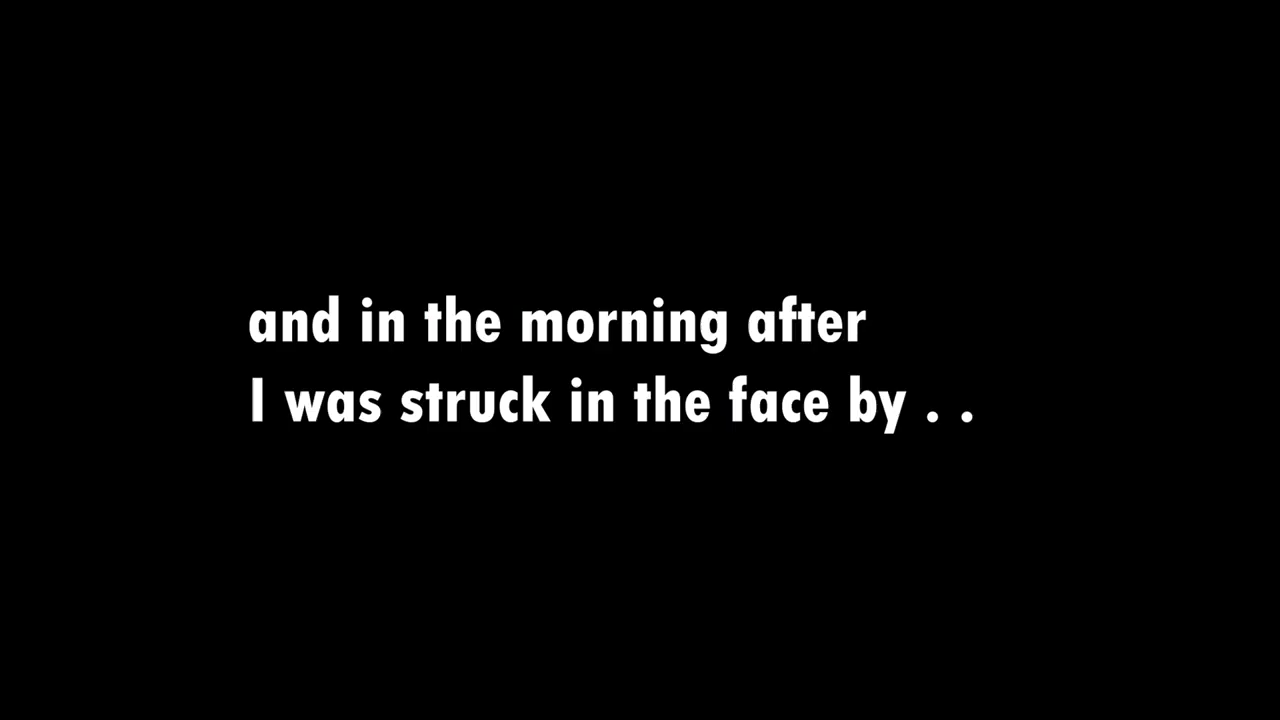 and in the morning after
I was struck in the face by . .